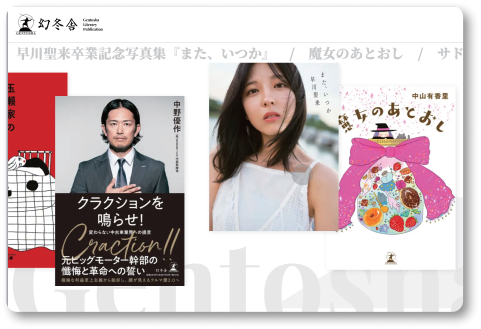 幻冬舎
Gentosha
Literary
Publication
早川聖来卒業記念写真集『また、いつか』 / 魔女のあとおし / サド
五瀬家の
中野優作
クラクションを
鳴らせ!
変わらない中古車業界への提言
Craction!!
元ビッグモーター幹部の
懺悔と革命への誓い
幻冬舎
また、いつか
早川聖来
中山有香里
魔女のあとおし
Gentosha